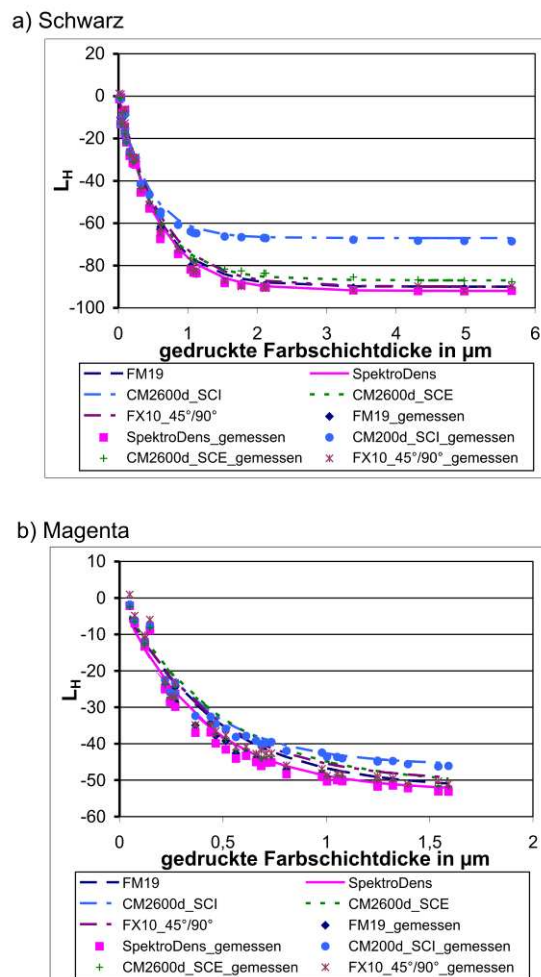 a) Schwarz
20
0
-20
-40
-60
-80
-100
L_H
0 1 2 3 4 5 6
gedruckte Farbschichtdicke in µm
FM19 SpektroDens
CM2600d_SCI CM2600d_SCE
FX10_45°/90° FM19_gemessen
SpektroDens_gemessen CM200d_SCI_gemessen
CM2600d_SCE_gemessen FX10_45°/90°_gemessen
b) Magenta
10
0
-10
-20
-30
-40
-50
-60
L_H
0 0,5 1 1,5 2
gedruckte Farbschichtdicke in µm
FM19 SpektroDens
CM2600d_SCI CM2600d_SCE
FX10_45°/90° FM19_gemessen
SpektroDens_gemessen CM200d_SCI_gemessen
CM2600d_SCE_gemessen FX10_45°/90°_gemessen